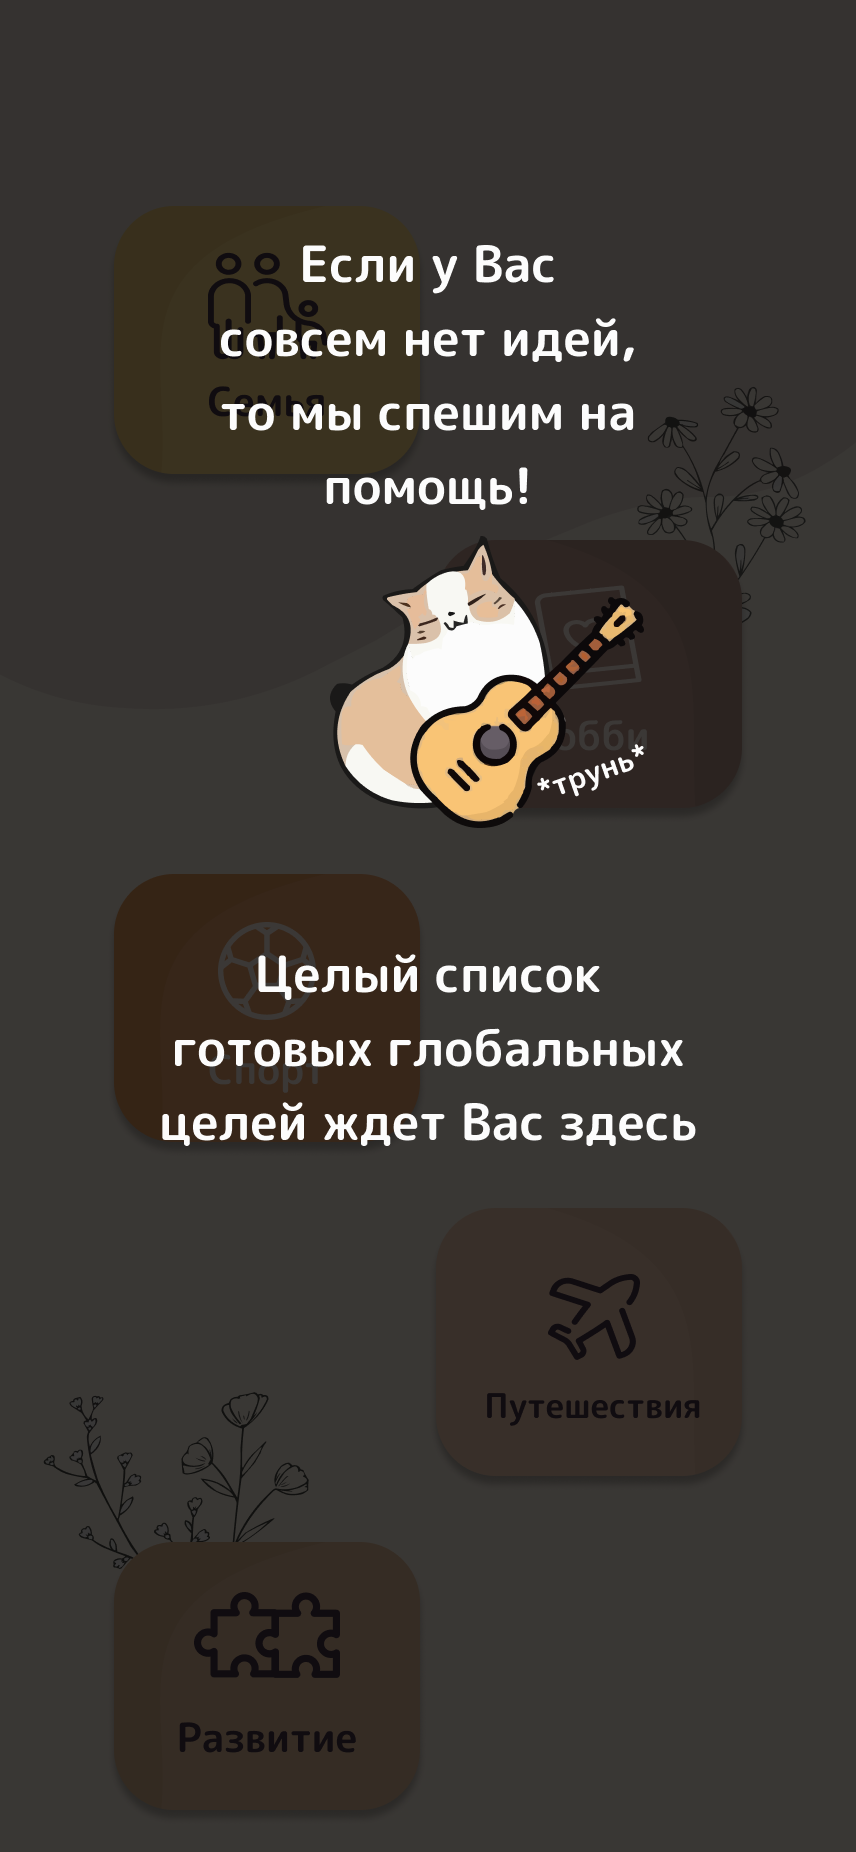 Если у Вас
совсем нет идей,
то мы спешим на
помощь!
Семья
Хобби
*трунь*
Спорт
Целый список
готовых глобальных
целей ждет Вас здесь
Путешествия
Развитие